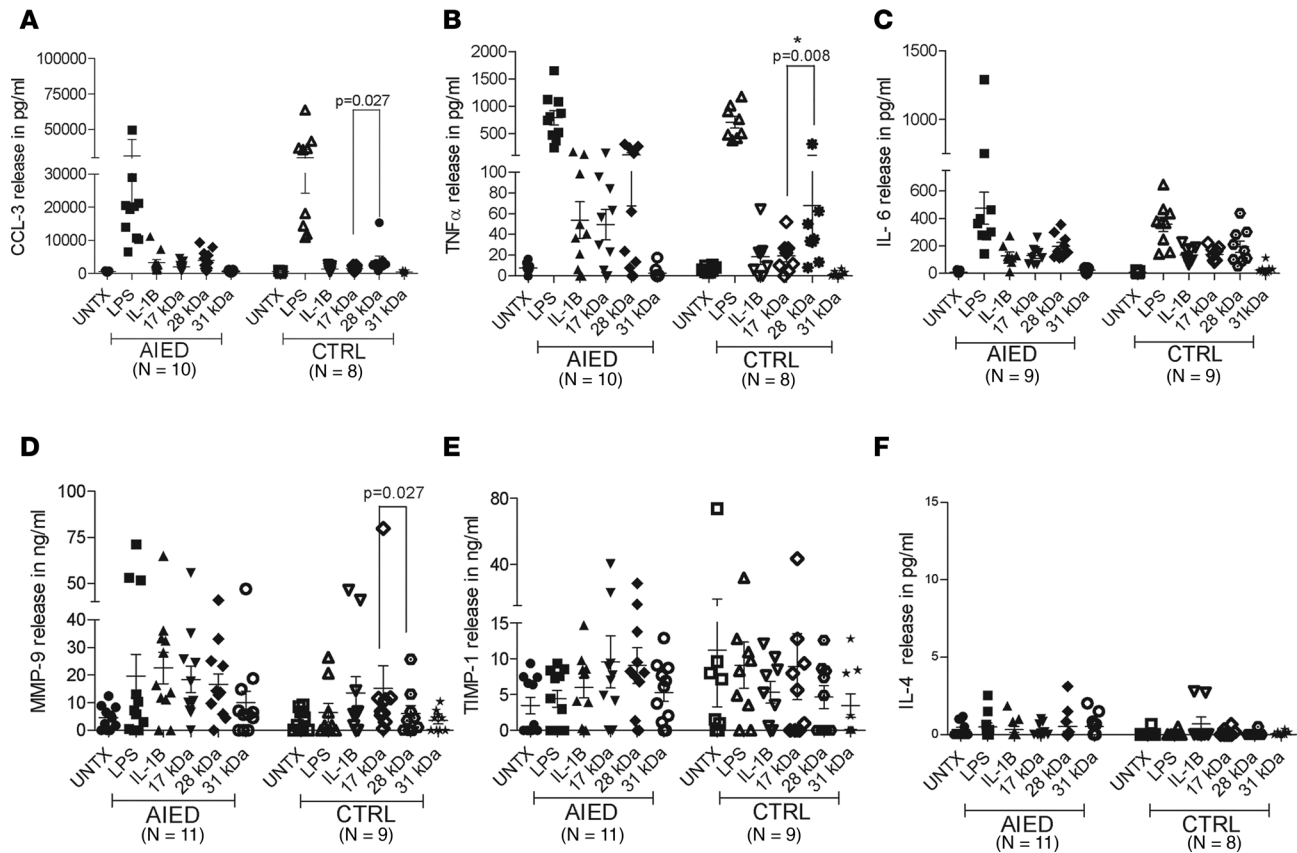 A
CCL-3 release in pg/ml
100000
75000
50000
30000
20000
10000
0
p=0.027
UNTX
LPS
IL-1B
17 kDa
28 kDa
31 kDa
UNTX
LPS
IL-1B
17 kDa
28 kDa
31 kDa
AIED
(N = 10)
CTRL
(N = 8)
B
TNFα release in pg/ml
2000
1500
1000
500
100
80
60
40
20
0
*
p=0.008
UNTX
LPS
IL-1B
17 kDa
28 kDa
31 kDa
UNTX
LPS
IL-1B
17 kDa
28 kDa
31 kDa
AIED
(N = 10)
CTRL
(N = 8)
C
IL- 6 release in pg/ml
1500
1000
600
400
200
0
UNTX
LPS
IL-1B
17 kDa
28 kDa
31 kDa
UNTX
LPS
IL-1B
17 kDa
28 kDa
31kDa
AIED
(N = 9)
CTRL
(N = 9)
D
MMP-9 release in ng/ml
100
75
50
40
30
20
10
0
p=0.027
UNTX
LPS
IL-1B
17 kDa
28 kDa
31 kDa
UNTX
LPS
IL-1B
17 kDa
28 kDa
31 kDa
AIED
(N = 11)
CTRL
(N = 9)
E
TIMP-1 release in ng/ml
80
40
15
10
5
0
UNTX
LPS
IL-1B
17 kDa
28 kDa
31 kDa
UNTX
LPS
IL-1B
17 kDa
28 kDa
31 kDa
AIED
(N = 11)
CTRL
(N = 9)
F
IL-4 release in pg/ml
15
10
5
0
UNTX
LPS
IL-1B
17 kDa
28 kDa
31 kDa
UNTX
LPS
IL-1B
17 kDa
28 kDa
31 kDa
AIED
(N = 11)
CTRL
(N = 8)